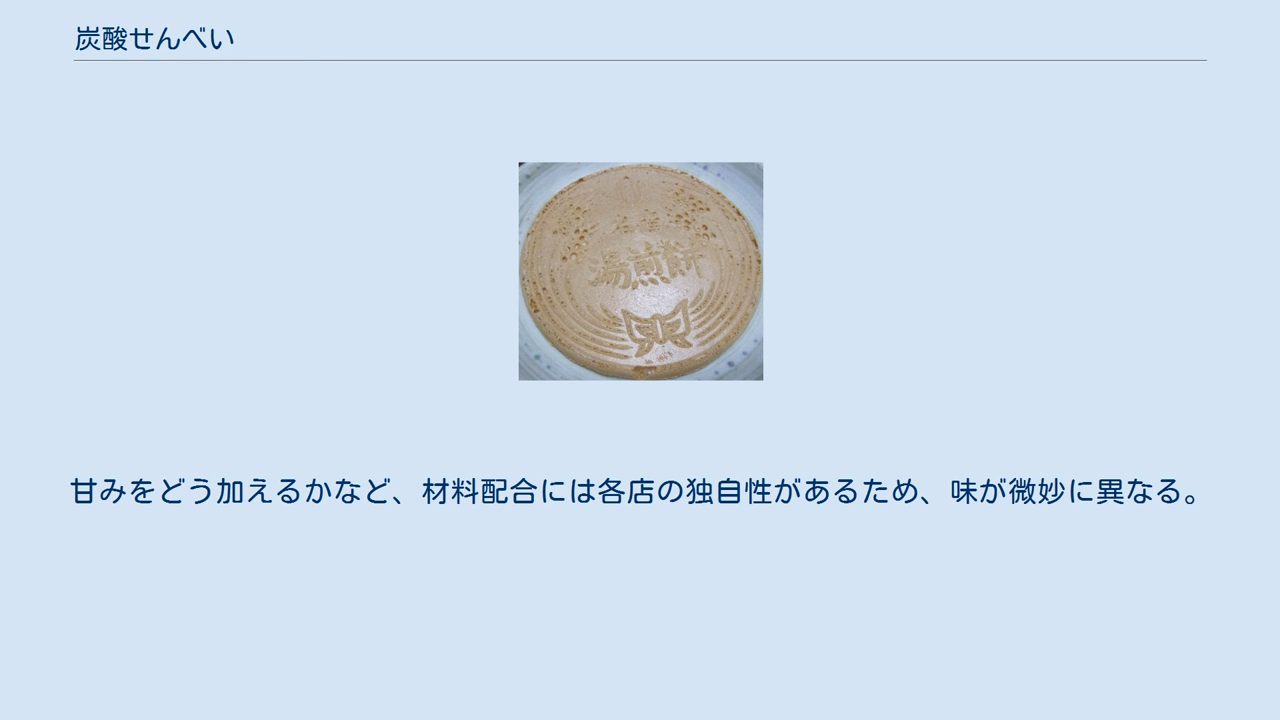 炭酸せんべい
名産
湯煎餅
甘みをどう加えるかなど、材料配合には各店の独自性があるため、味が微妙に異なる。